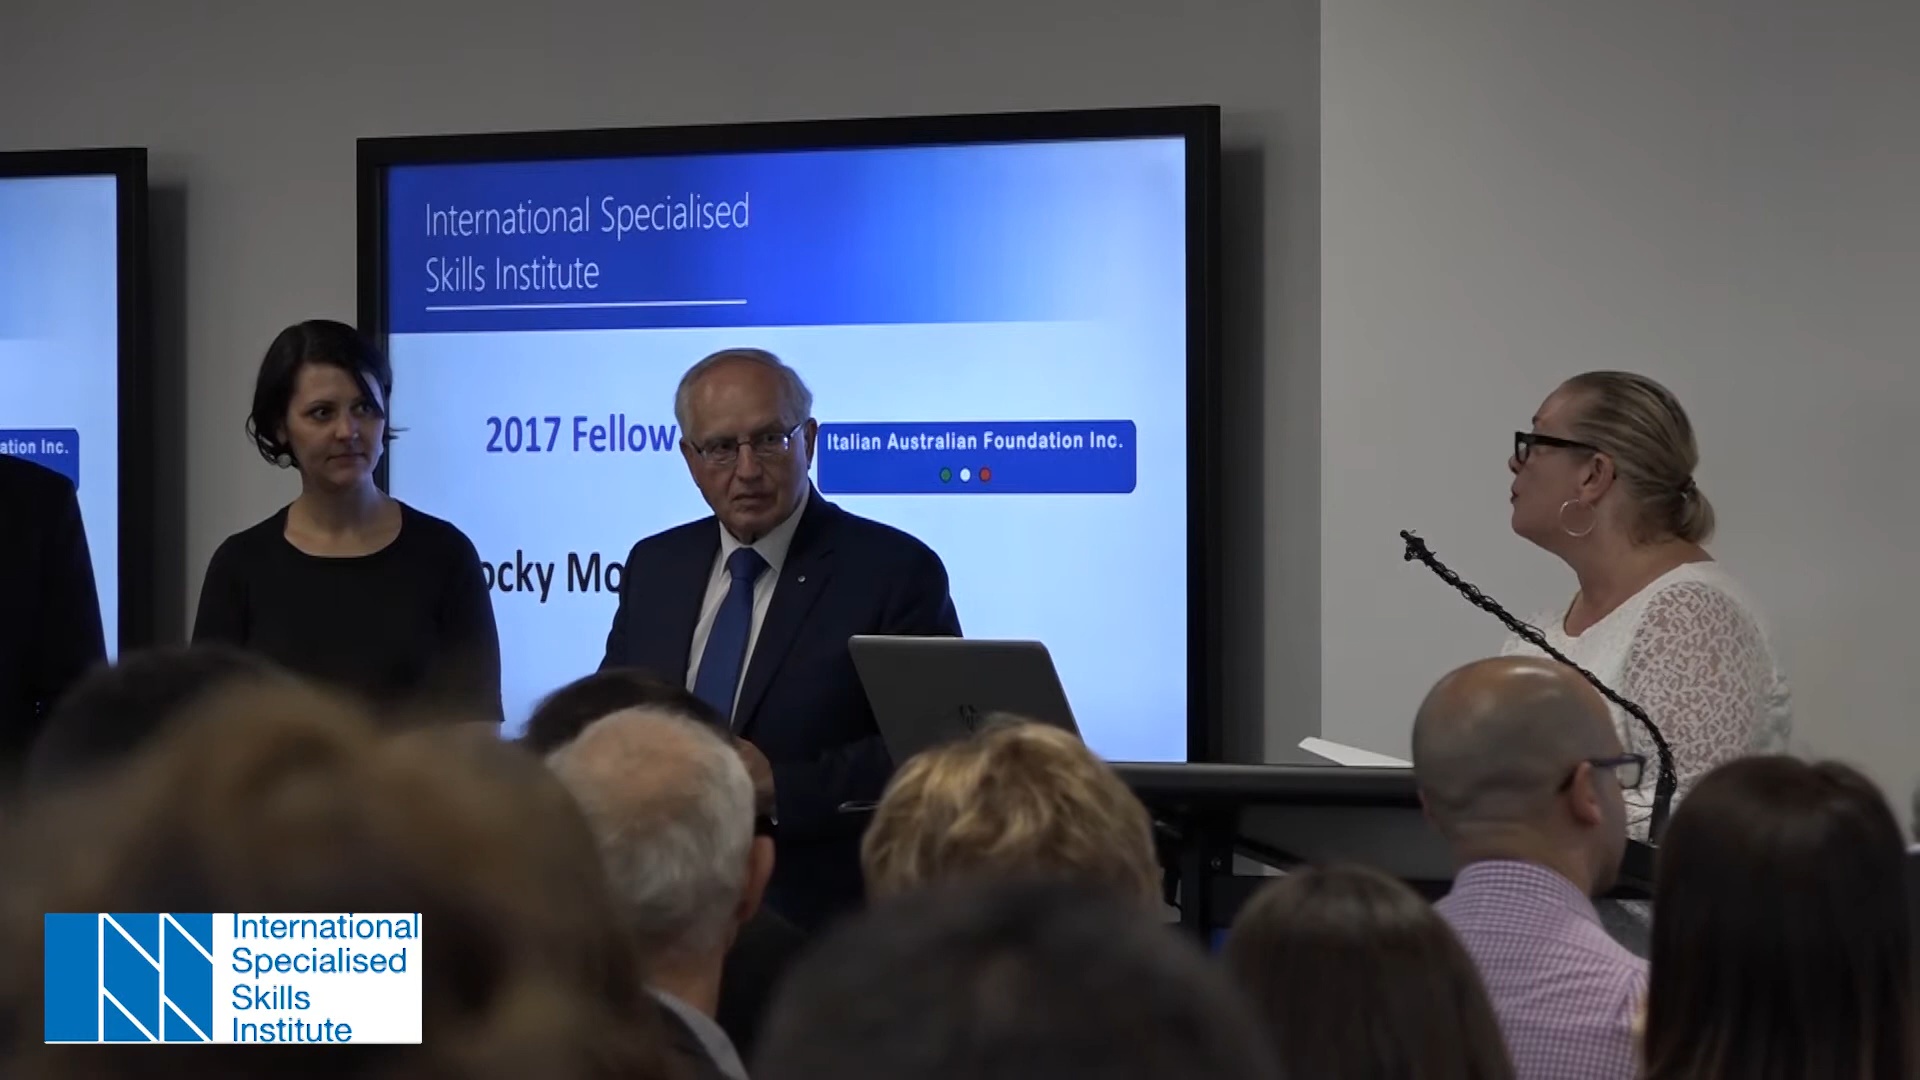 International Specialised
Skills Institute
ation Inc.
2017 Fellow
Italian Australian Foundation Inc.
ocky Mo
International
Specialised
Skills
Institute